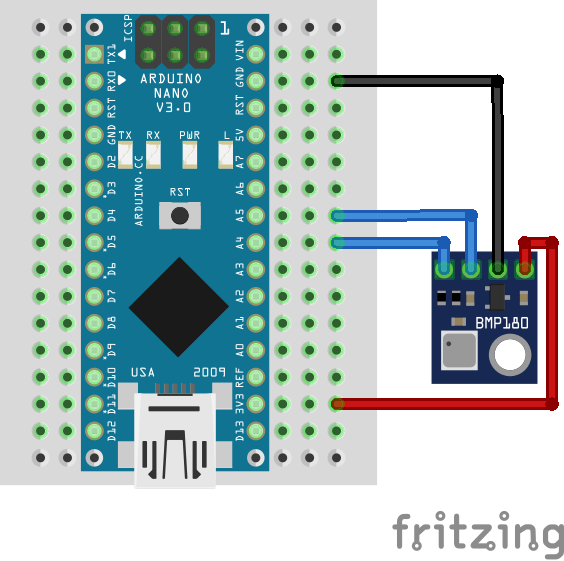 ICSP
1
TX1
RX0
RST
GND
D2
D3
D4
D5
D6
D7
D8
D9
D10
D11
D12
ARDUINO
NANO
V3.0
TX
RX
PWR
L
ARDUINO.CC
RST
USA
2009
VIN
GND
RST
5V
A7
A6
A5
A4
A3
A2
A1
A0
REF
3V3
D13
BMP180
fritzing